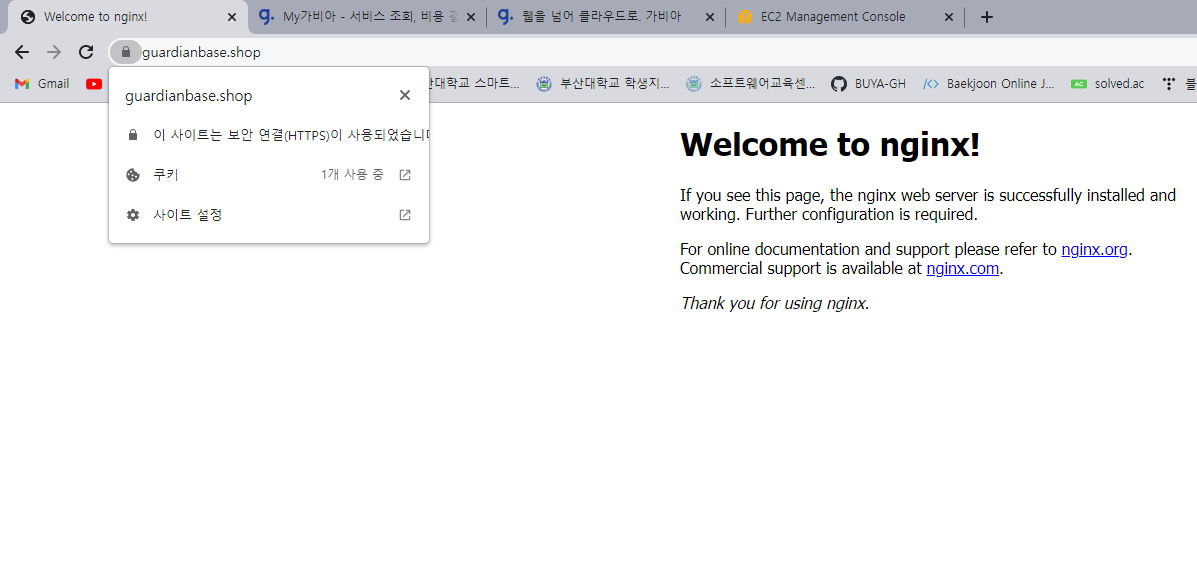 Welcome to nginx!
My가비아 - 서비스 조회, 비용 결
웹을 넘어 클라우드로. 가비아
EC2 Management Console
guardianbase.shop
Gmail
산대학교 스마트...
부산대학교 학생지...
소프트웨어교육센...
BUYA-GH
Baekjoon Online J...
solved.ac
블
guardianbase.shop
이 사이트는 보안 연결(HTTPS)이 사용되었습니다
쿠키
1개 사용 중
사이트 설정
Welcome to nginx!
If you see this page, the nginx web server is successfully installed and
working. Further configuration is required.
For online documentation and support please refer to nginx.org.
Commercial support is available at nginx.com.
Thank you for using nginx.